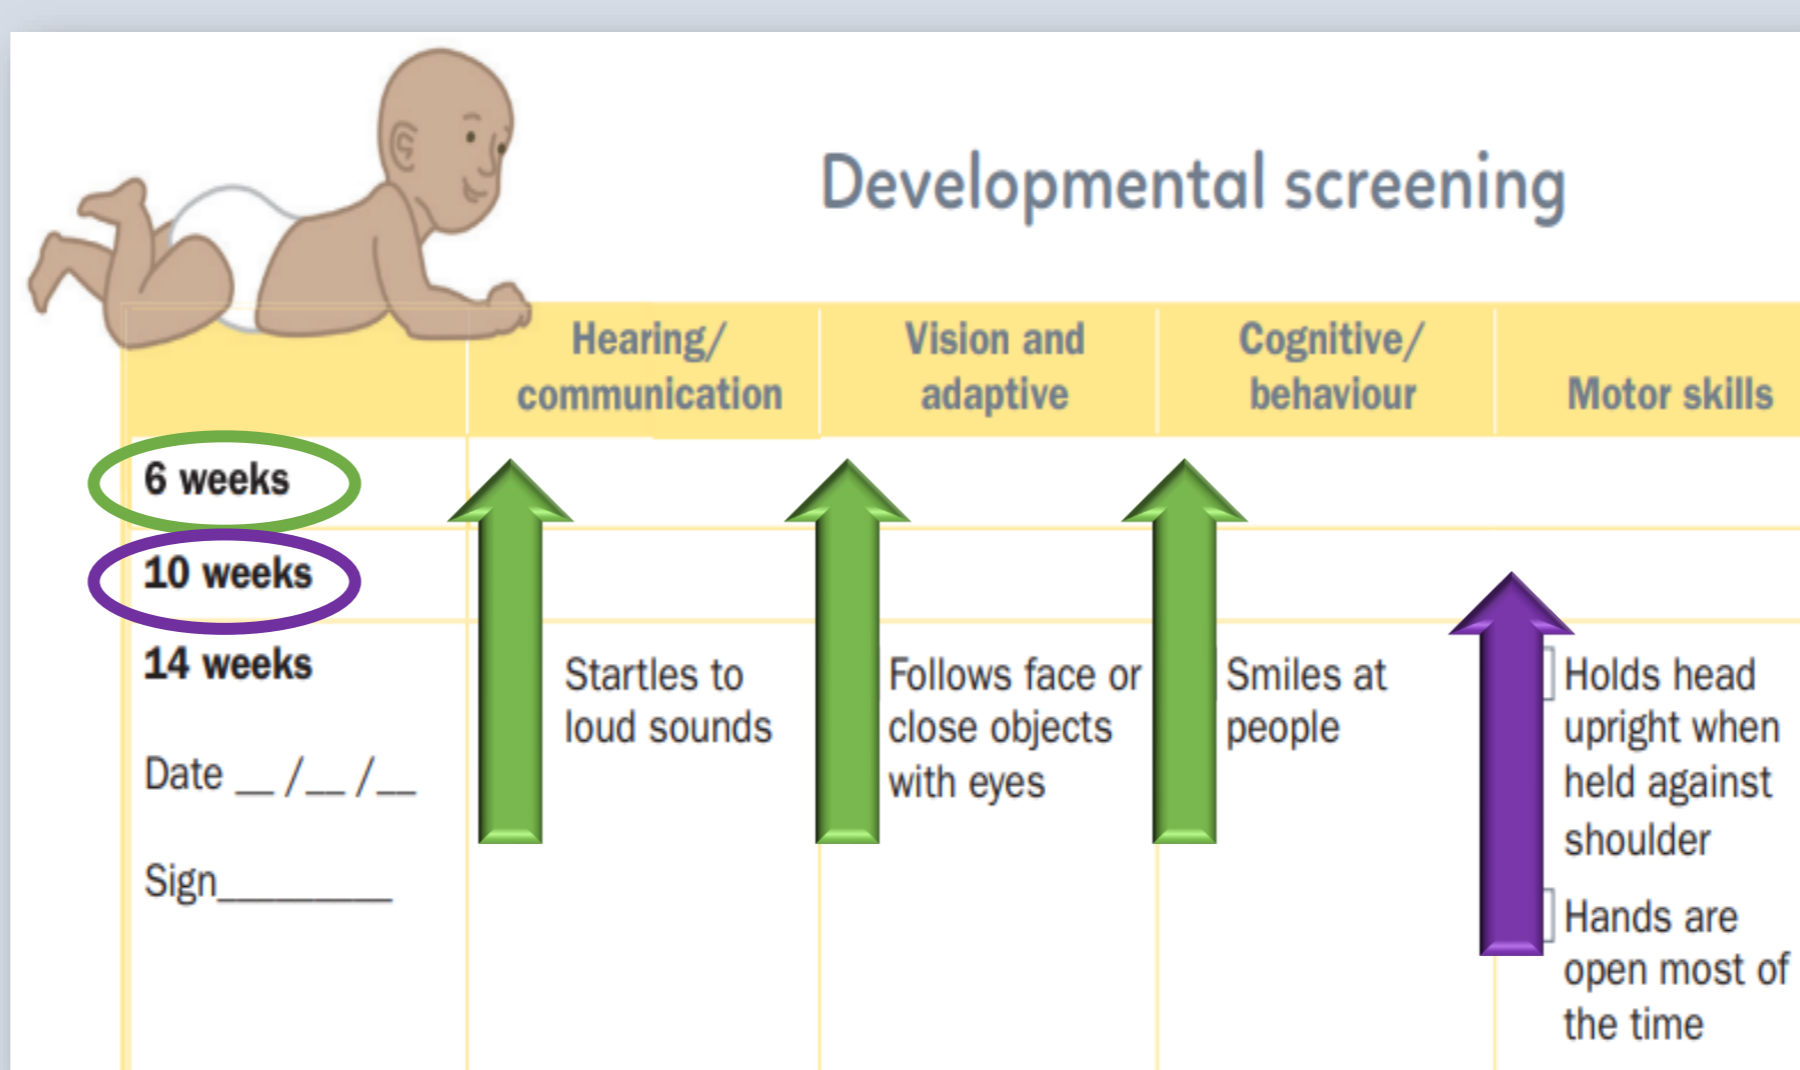 Developmental screening
Hearing/
communication
Vision and
adaptive
Cognitive/
behaviour
Motor skills
6 weeks
10 weeks
14 weeks
Date __ /__ /__
Sign_________
Startles to
loud sounds
Follows face or
close objects
with eyes
Smiles at
people
Holds head
upright when
held against
shoulder
Hands are
open most of
the time